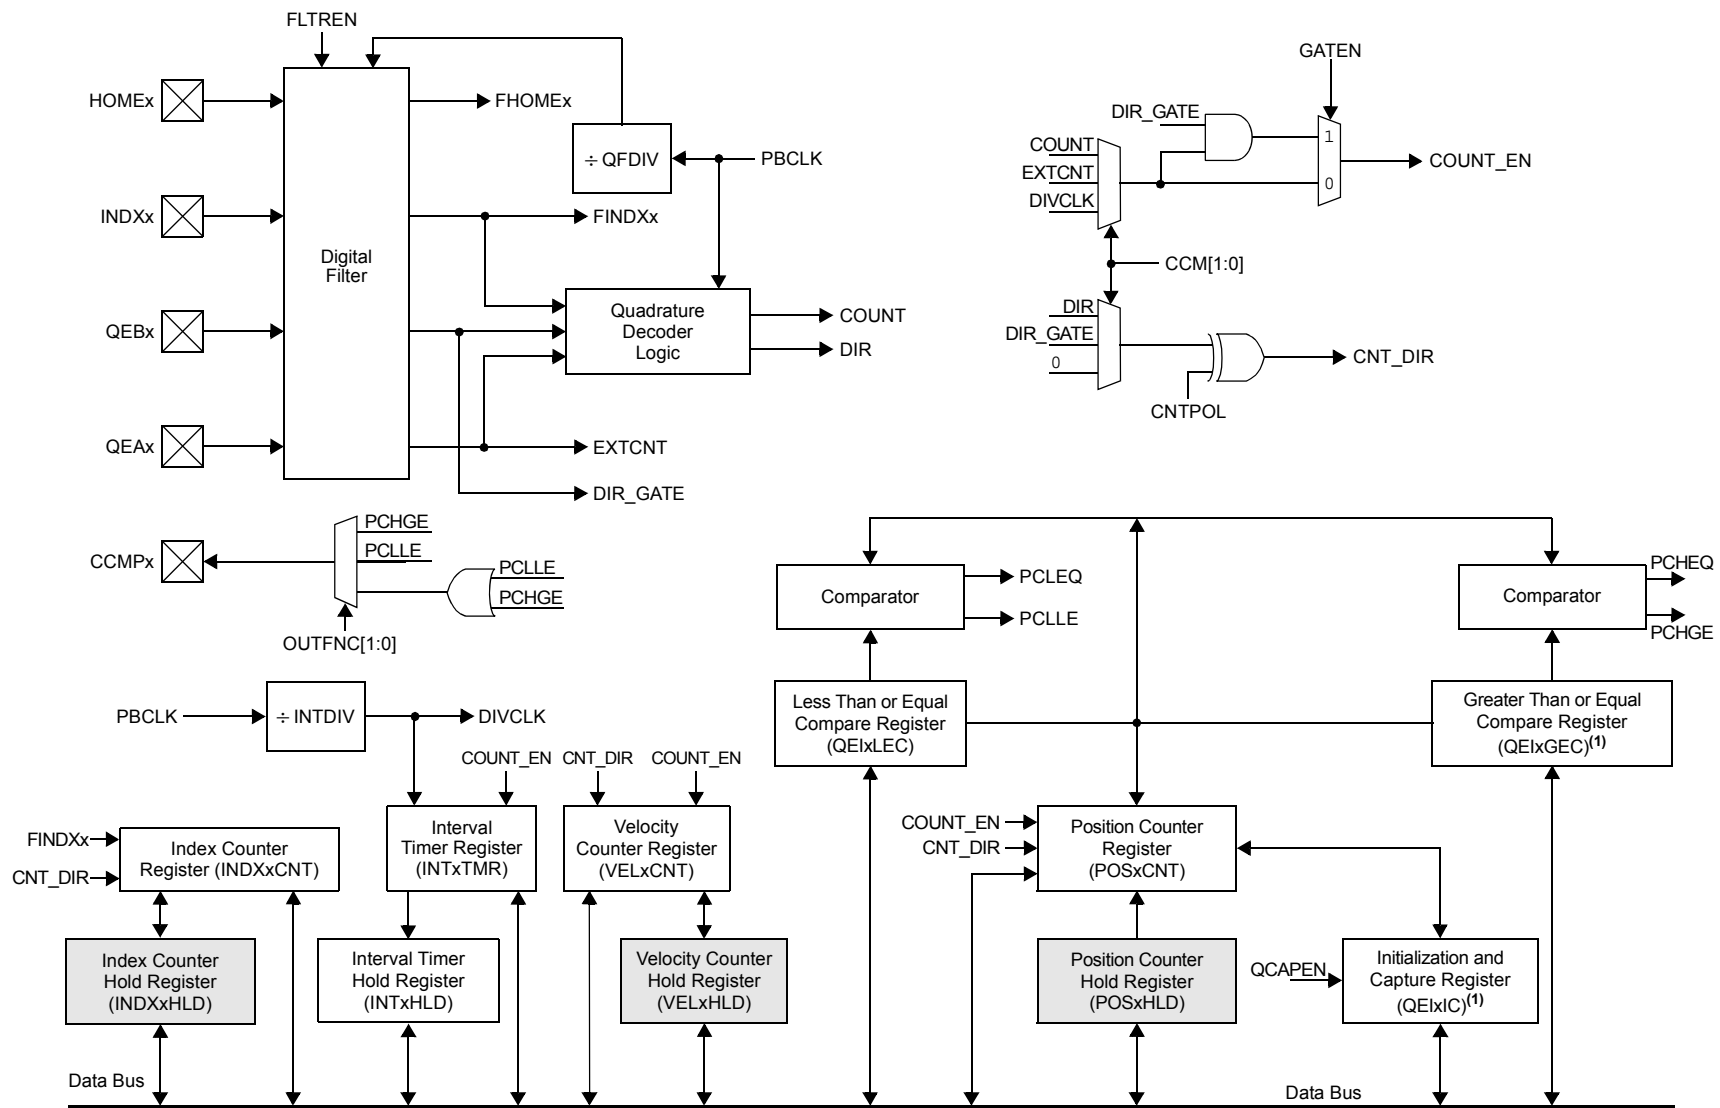 FLTREN
HOMEx
FHOMEx
÷ QFDIV
PBCLK
INDXx
FINDXx
Digital
Filter
QEBx
Quadrature
Decoder
Logic
COUNT
DIR
QEAx
EXTCNT
DIR_GATE
GATEN
DIR_GATE
COUNT
EXTCNT
DIVCLK
1
0
COUNT_EN
CCM[1:0]
DIR
DIR_GATE
0
CNT_DIR
CNTPOL
CCMPx
PCHGE
PCLLE
PCLLE
PCHGE
OUTFNC[1:0]
Comparator
PCLEQ
PCLLE
Comparator
PCHEQ
PCHGE
PBCLK
÷ INTDIV
DIVCLK
Less Than or Equal
Compare Register
(QEIxLEC)
Greater Than or Equal
Compare Register
(QEIxGEC)(1)
COUNT_EN
CNT_DIR
COUNT_EN
FINDXx
CNT_DIR
Index Counter
Register (INDXxCNT)
Interval
Timer Register
(INTxTMR)
Velocity
Counter Register
(VELxCNT)
COUNT_EN
CNT_DIR
Position Counter
Register
(POSxCNT)
Index Counter
Hold Register
(INDXxHLD)
Interval Timer
Hold Register
(INTxHLD)
Velocity Counter
Hold Register
(VELxHLD)
Position Counter
Hold Register
(POSxHLD)
QCAPEN
Initialization and
Capture Register
(QEIxIC)(1)
Data Bus
Data Bus